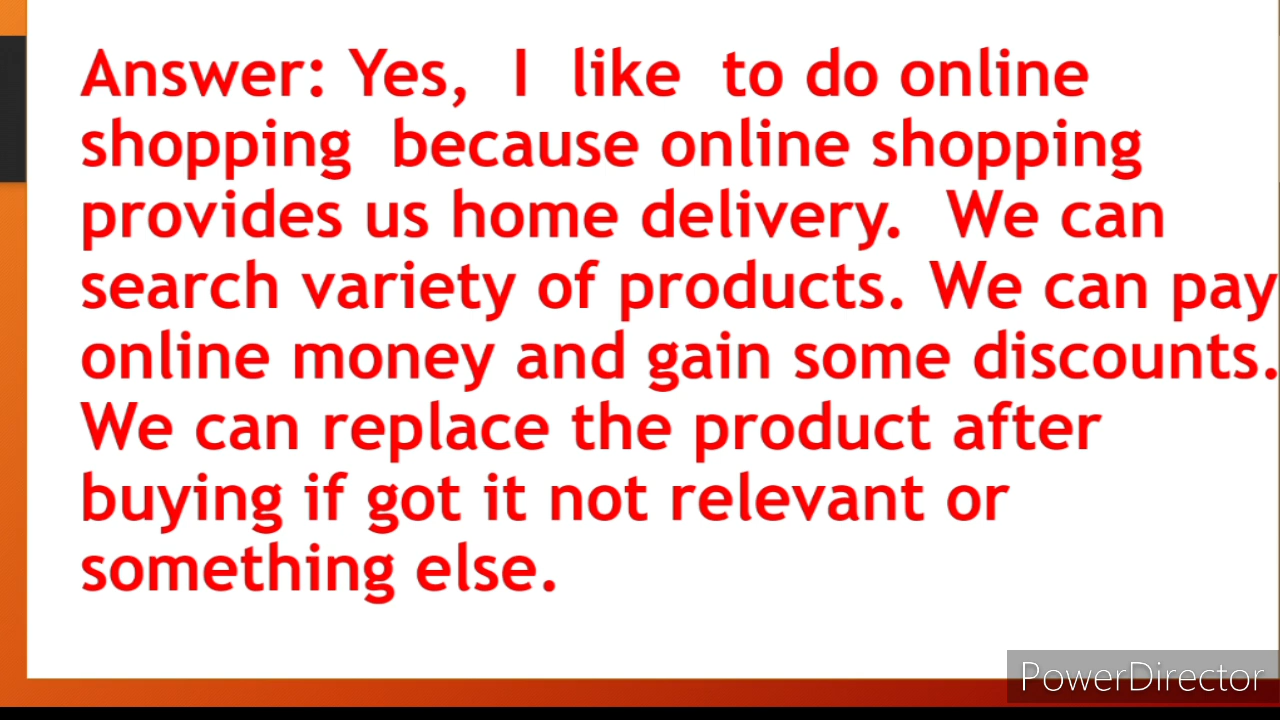 Answer: Yes, I like to do online
shopping because online shopping
provides us home delivery. We can
search variety of products. We can pay
online money and gain some discounts.
We can replace the product after
buying if got it not relevant or
something else.
PowerDirector